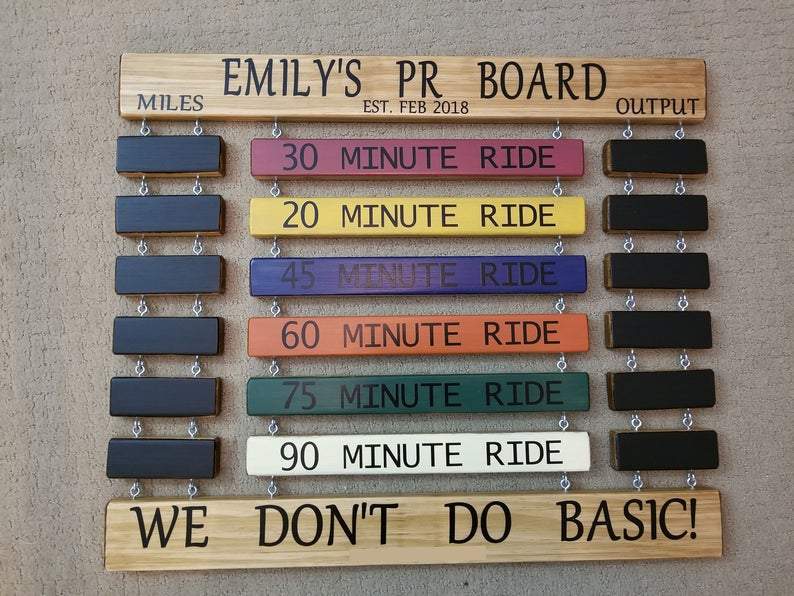 EMILY'S PR BOARD
MILES EST. FEB 2018 OUTPUT
30 MINUTE RIDE
20 MINUTE RIDE
45 MINUTE RIDE
60 MINUTE RIDE
75 MINUTE RIDE
90 MINUTE RIDE
WE DON'T DO BASIC!